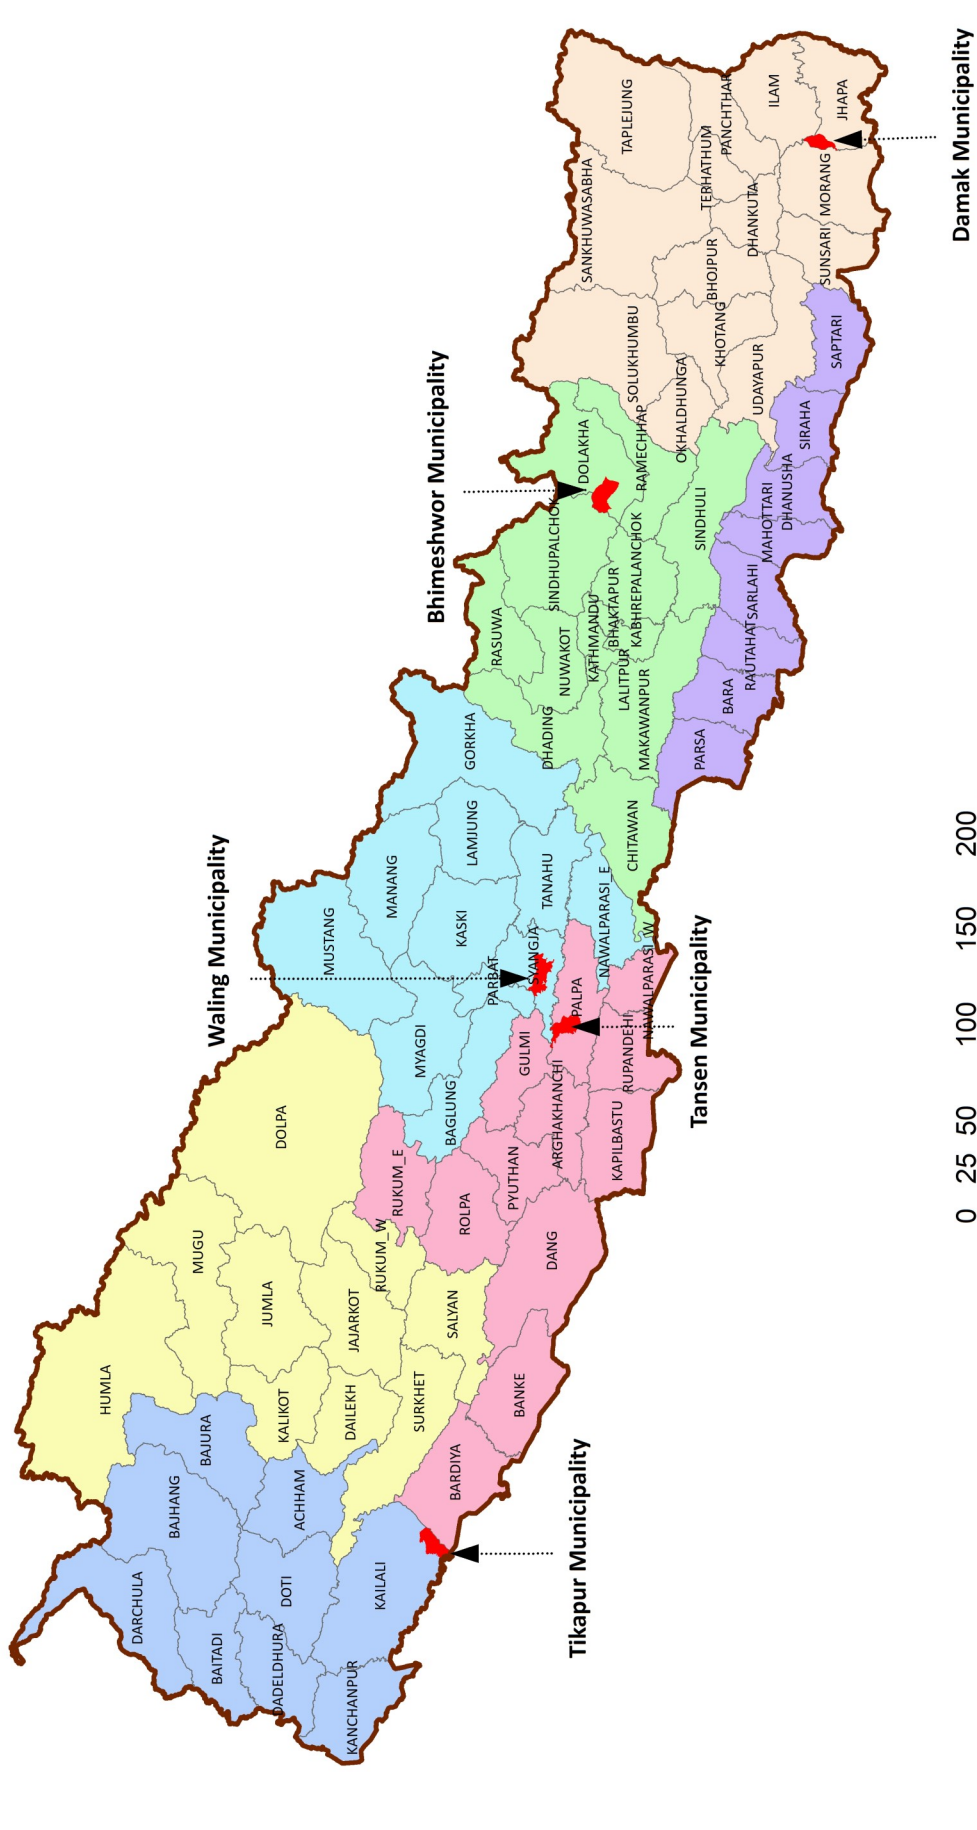 HUMLA
DARCHULA
BAJHANG
BAJURA
MUGU
BAITADI
DADELDHURA
DOTI
ACHHAM
KALIKOT
JUMLA
DOLPA
KANCHANPUR
KAILALI
DAILEKH
JAJARKOT
RUKUM_W
RUKUM_E
SURKHET
SALYAN
ROLPA
BARDIYA
BANKE
DANG
PYUTHAN
Tikapur Municipality
Waling Municipality
MUSTANG
MANANG
MYAGDI
BAGLUNG
KASKI
LAMJUNG
GORKHA
PARBAT
SYANGJA
TANAHU
GULMI
ARGHAKHANCHI
PALPA
NAWALPARASI_E
KAPILBASTU
RUPANDEHI
NAWALPARASI_W
Tansen Municipality
Bhimeshwor Municipality
RASUWA
DHADING
NUWAKOT
SINDHUPALCHOK
DOLAKHA
KATHMANDU
BHAKTAPUR
LALITPUR
KABHREPALANCHOK
RAMECHHAP
CHITAWAN
MAKAWANPUR
SINDHULI
PARSA
BARA
RAUTAHAT
SARLAHI
MAHOTTARI
DHANUSHA
SIRAHA
SAPTARI
SANKHUWASABHA
TAPLEJUNG
SOLUKHUMBU
OKHALDHUNGA
KHOTANG
BHOJPUR
TERHATHUM
PANCHTHAR
DHANKUTA
UDAYAPUR
ILAM
SUNSARI
MORANG
JHAPA
Damak Municipality
0 25 50 100 150 200